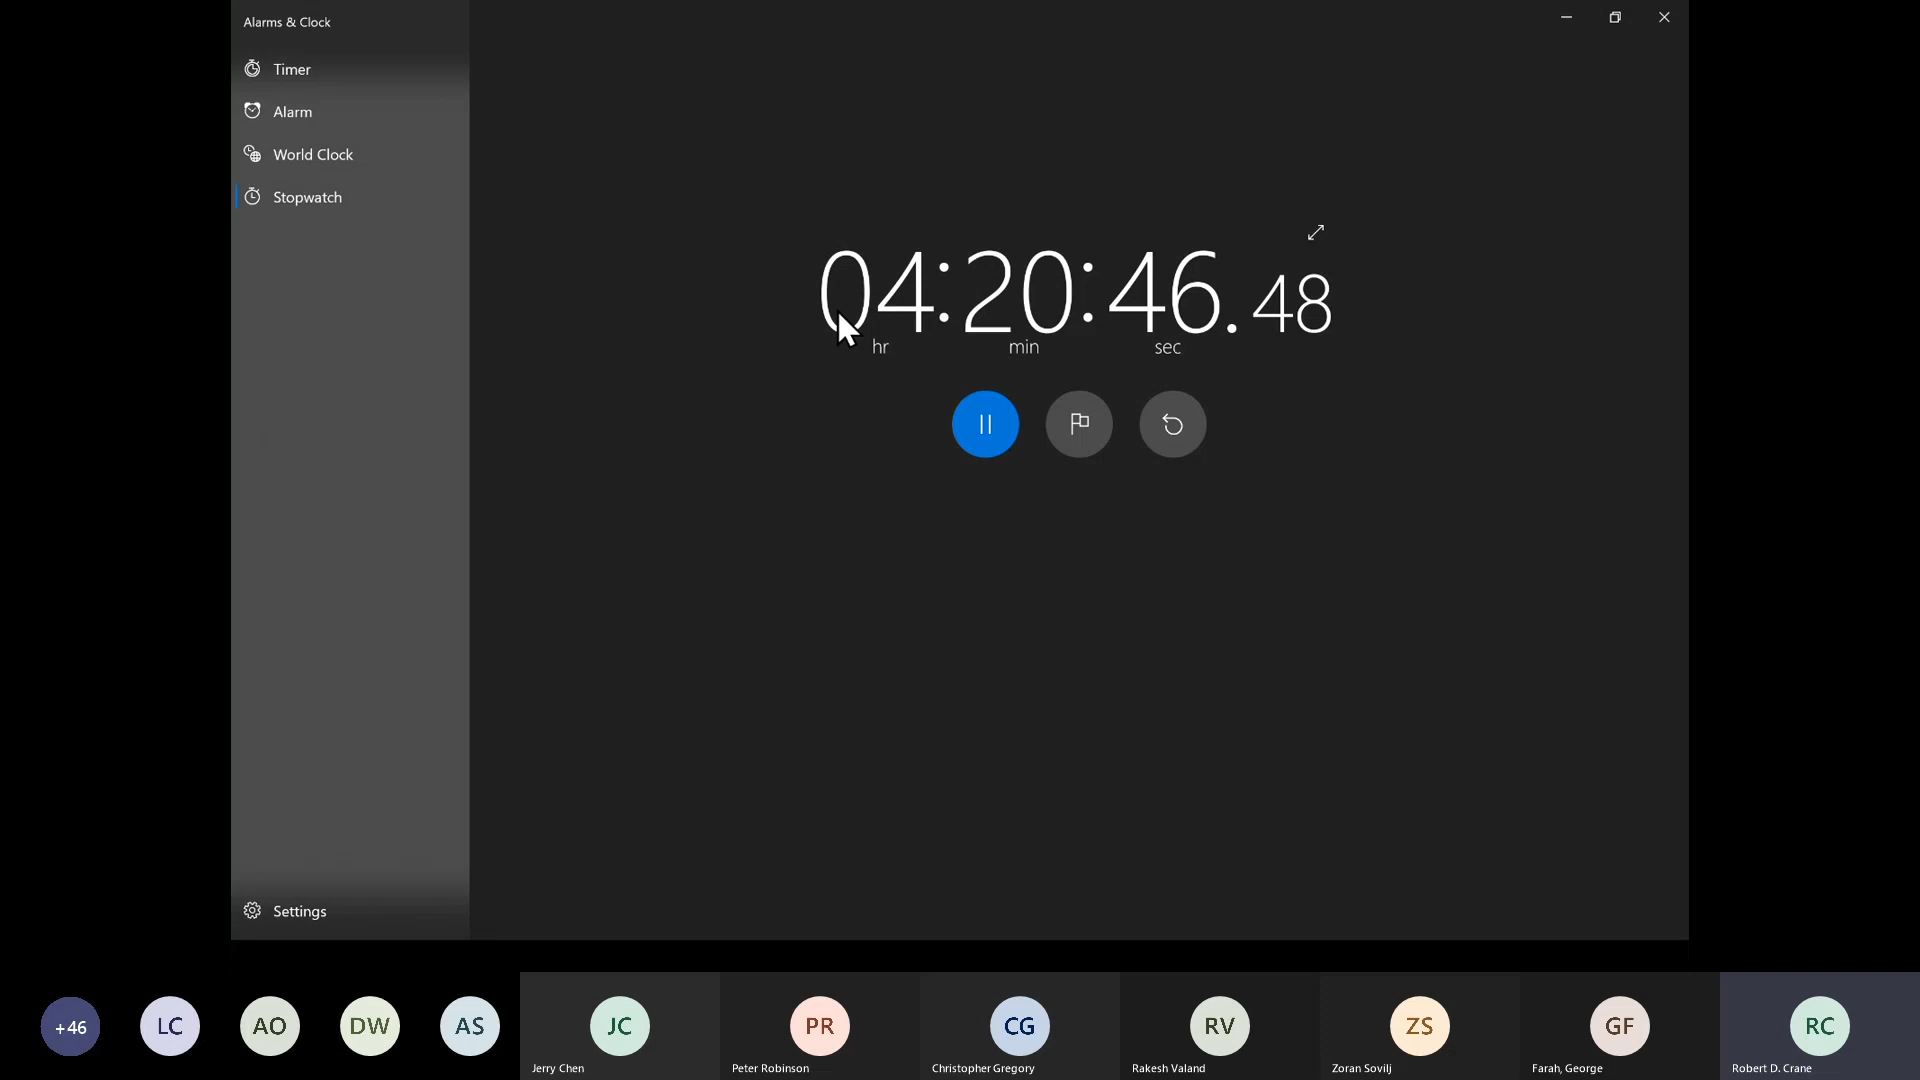 Alarms & Clock
Timer
Alarm
World Clock
Stopwatch
04:20:46.48
hr min sec
Settings
+46 LC AO DW AS JC PR CG RV ZS GF RC
Jerry Chen Peter Robinson Christopher Gregory Rakesh Valand Zoran Sovilj Farah, George Robert D. Crane